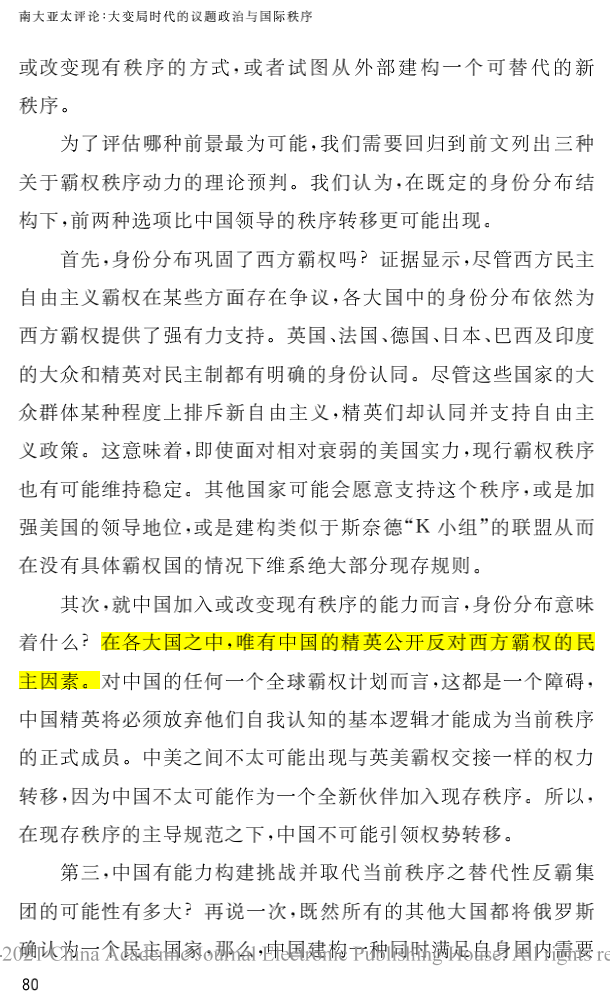 南大亚太评论:大变局时代的议题政治与国际秩序
或改变现有秩序的方式,或者试图从外部建构一个可替代的新
秩序。
为了评估哪种前景最为可能,我们需要回归到前文列出三种
关于霸权秩序动力的理论预判。我们认为,在既定的身份分布结
构下,前两种选项比中国领导的秩序转移更可能出现。
首先,身份分布巩固了西方霸权吗? 证据显示,尽管西方民主
自由主义霸权在某些方面存在争议,各大国中的身份分布依然为
西方霸权提供了强有力支持。英国、法国、德国、日本、巴西及印度
的大众和精英对民主制都有明确的身份认同。尽管这些国家的大
众群体某种程度上排斥新自由主义,精英们却认同并支持自由主
义政策。这意味着,即使面对相对衰弱的美国实力,现行霸权秩序
也有可能维持稳定。其他国家可能会愿意支持这个秩序,或是加
强美国的领导地位,或是建构类似于斯奈德“K 小组”的联盟从而
在没有具体霸权国的情况下维系绝大部分现存规则。
其次,就中国加入或改变现有秩序的能力而言,身份分布意味
着什么? 在各大国之中,唯有中国的精英公开反对西方霸权的民
主因素。对中国的任何一个全球霸权计划而言,这都是一个障碍,
中国精英将必须放弃他们自我认知的基本逻辑才能成为当前秩序
的正式成员。中美之间不太可能出现与英美霸权交接一样的权力
转移,因为中国不太可能作为一个全新伙伴加入现存秩序。所以,
在现存秩序的主导规范之下,中国不可能引领权势转移。
第三,中国有能力构建挑战并取代当前秩序之替代性反霸集
团的可能性有多大? 再说一次,既然所有的其他大国都将俄罗斯
确认为一个民主国家,那么,中国建构一种同时满足自身国内需要
-2021 China Academic Journal Electronic Publishing House. All rights re
80